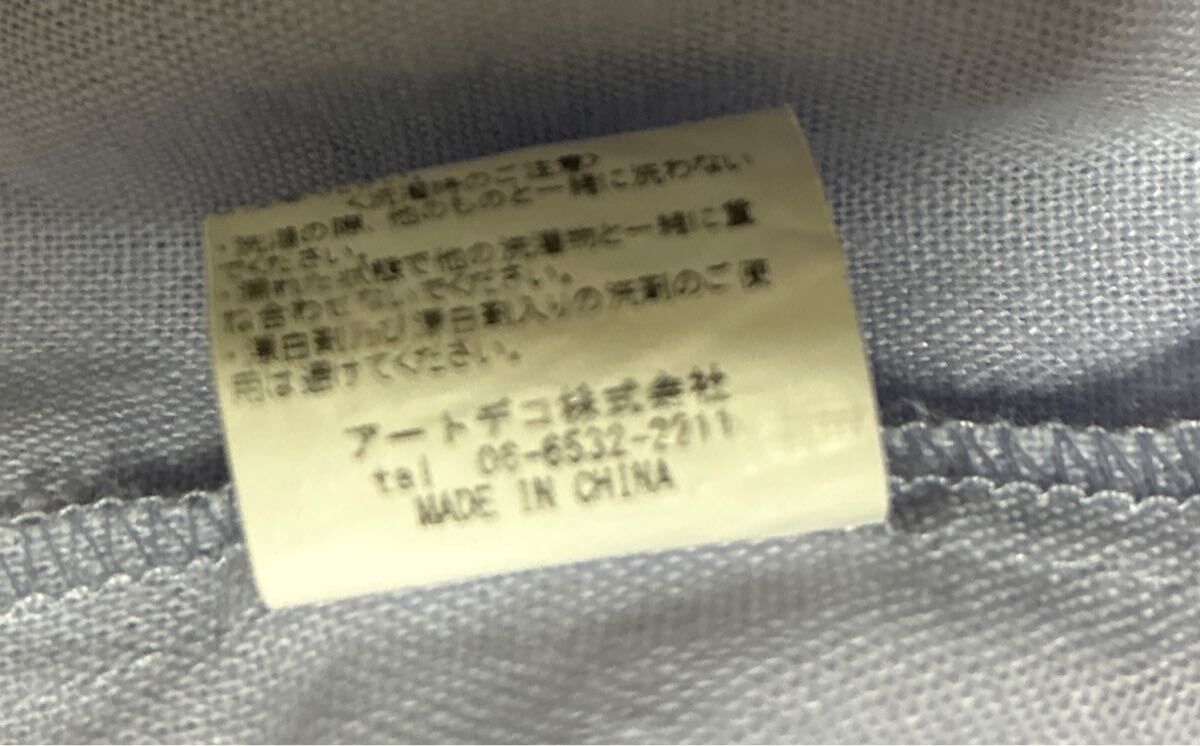 <洗濯時のご注意>
・洗濯の際、他のものと一緒に洗わない
でください。
・濡れた状態で他の洗濯物と一緒に重
ね合わせないでください。
・漂白剤及び漂白剤入りの洗剤のご使
用は避けてください。
アートデコ株式会社
tel 06-6532-2211
MADE IN CHINA